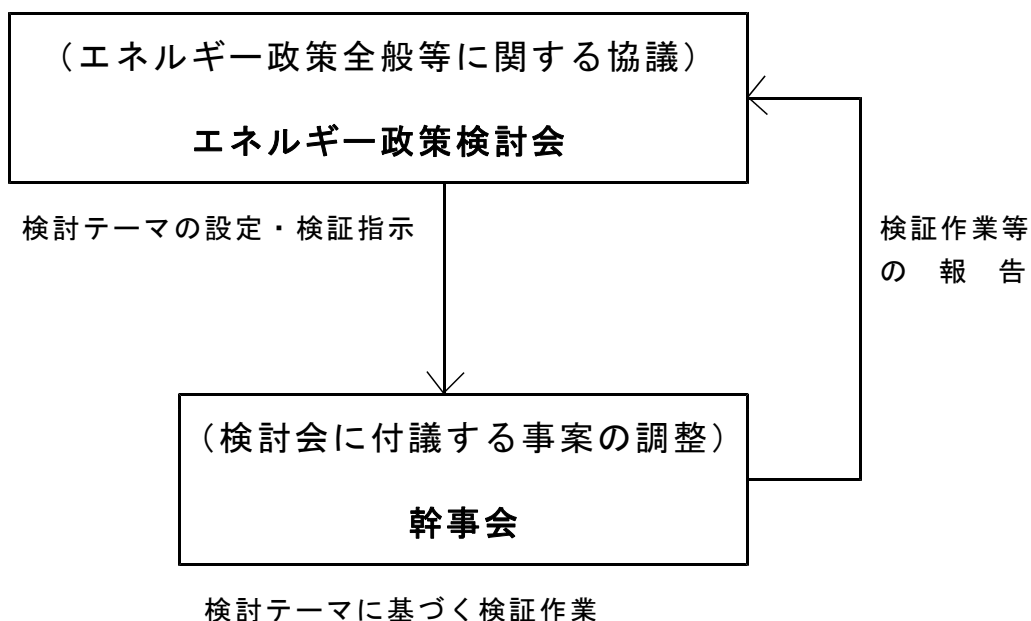 （エネルギー政策全般等に関する協議）
エネルギー政策検討会
検討テーマの設定・検証指示
検証作業等
の報告
（検討会に付議する事案の調整）
幹事会
検討テーマに基づく検証作業